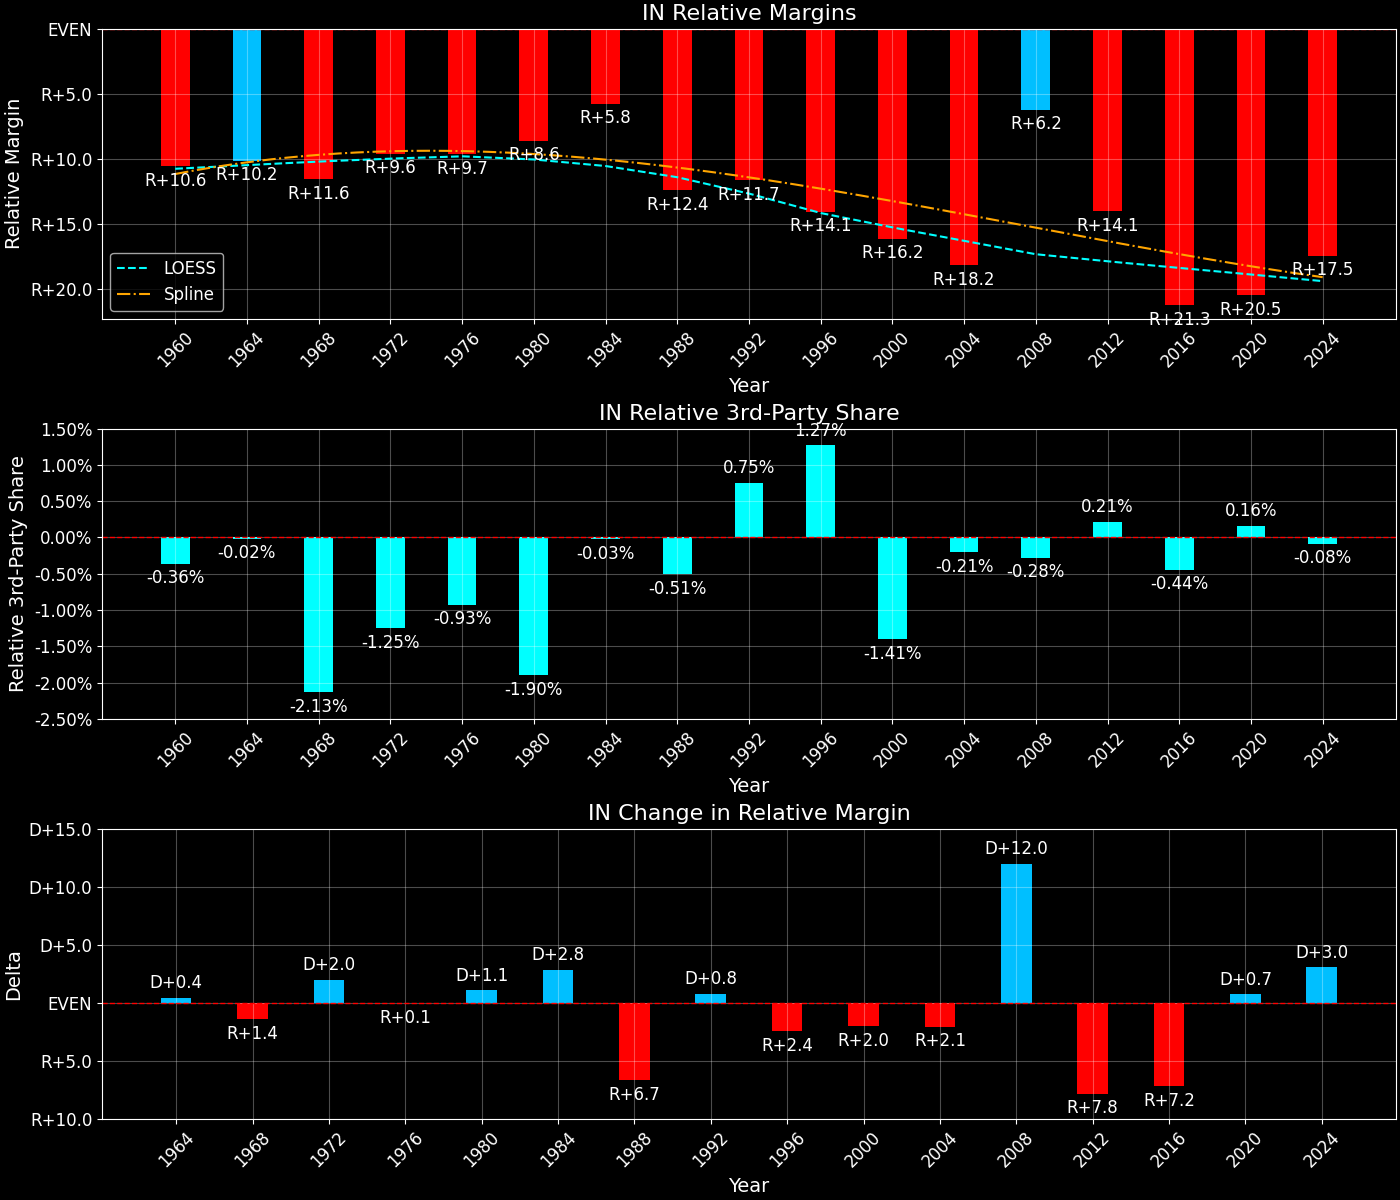 IN Relative Margins
Relative Margin
EVEN
R+5.0
R+10.0
R+15.0
R+20.0
R+10.6
R+10.2
R+11.6
R+9.6
R+9.7
R+8.6
R+5.8
R+12.4
R+11.7
R+14.1
R+16.2
R+18.2
R+6.2
R+14.1
R+21.3
R+20.5
R+17.5
LOESS
Spline
1960 1964 1968 1972 1976 1980 1984 1988 1992 1996 2000 2004 2008 2012 2016 2020 2024
Year
IN Relative 3rd-Party Share
Relative 3rd-Party Share
1.50%
1.00%
0.50%
0.00%
-0.50%
-1.00%
-1.50%
-2.00%
-2.50%
-0.36%
-0.02%
-2.13%
-1.25%
-0.93%
-1.90%
-0.03%
-0.51%
0.75%
1.27%
-1.41%
-0.21%
-0.28%
0.21%
-0.44%
0.16%
-0.08%
1960 1964 1968 1972 1976 1980 1984 1988 1992 1996 2000 2004 2008 2012 2016 2020 2024
Year
IN Change in Relative Margin
Delta
D+15.0
D+10.0
D+5.0
EVEN
R+5.0
R+10.0
D+0.4
R+1.4
D+2.0
R+0.1
D+1.1
D+2.8
R+6.7
D+0.8
R+2.4
R+2.0
R+2.1
D+12.0
R+7.8
R+7.2
D+0.7
D+3.0
1964 1968 1972 1976 1980 1984 1988 1992 1996 2000 2004 2008 2012 2016 2020 2024
Year